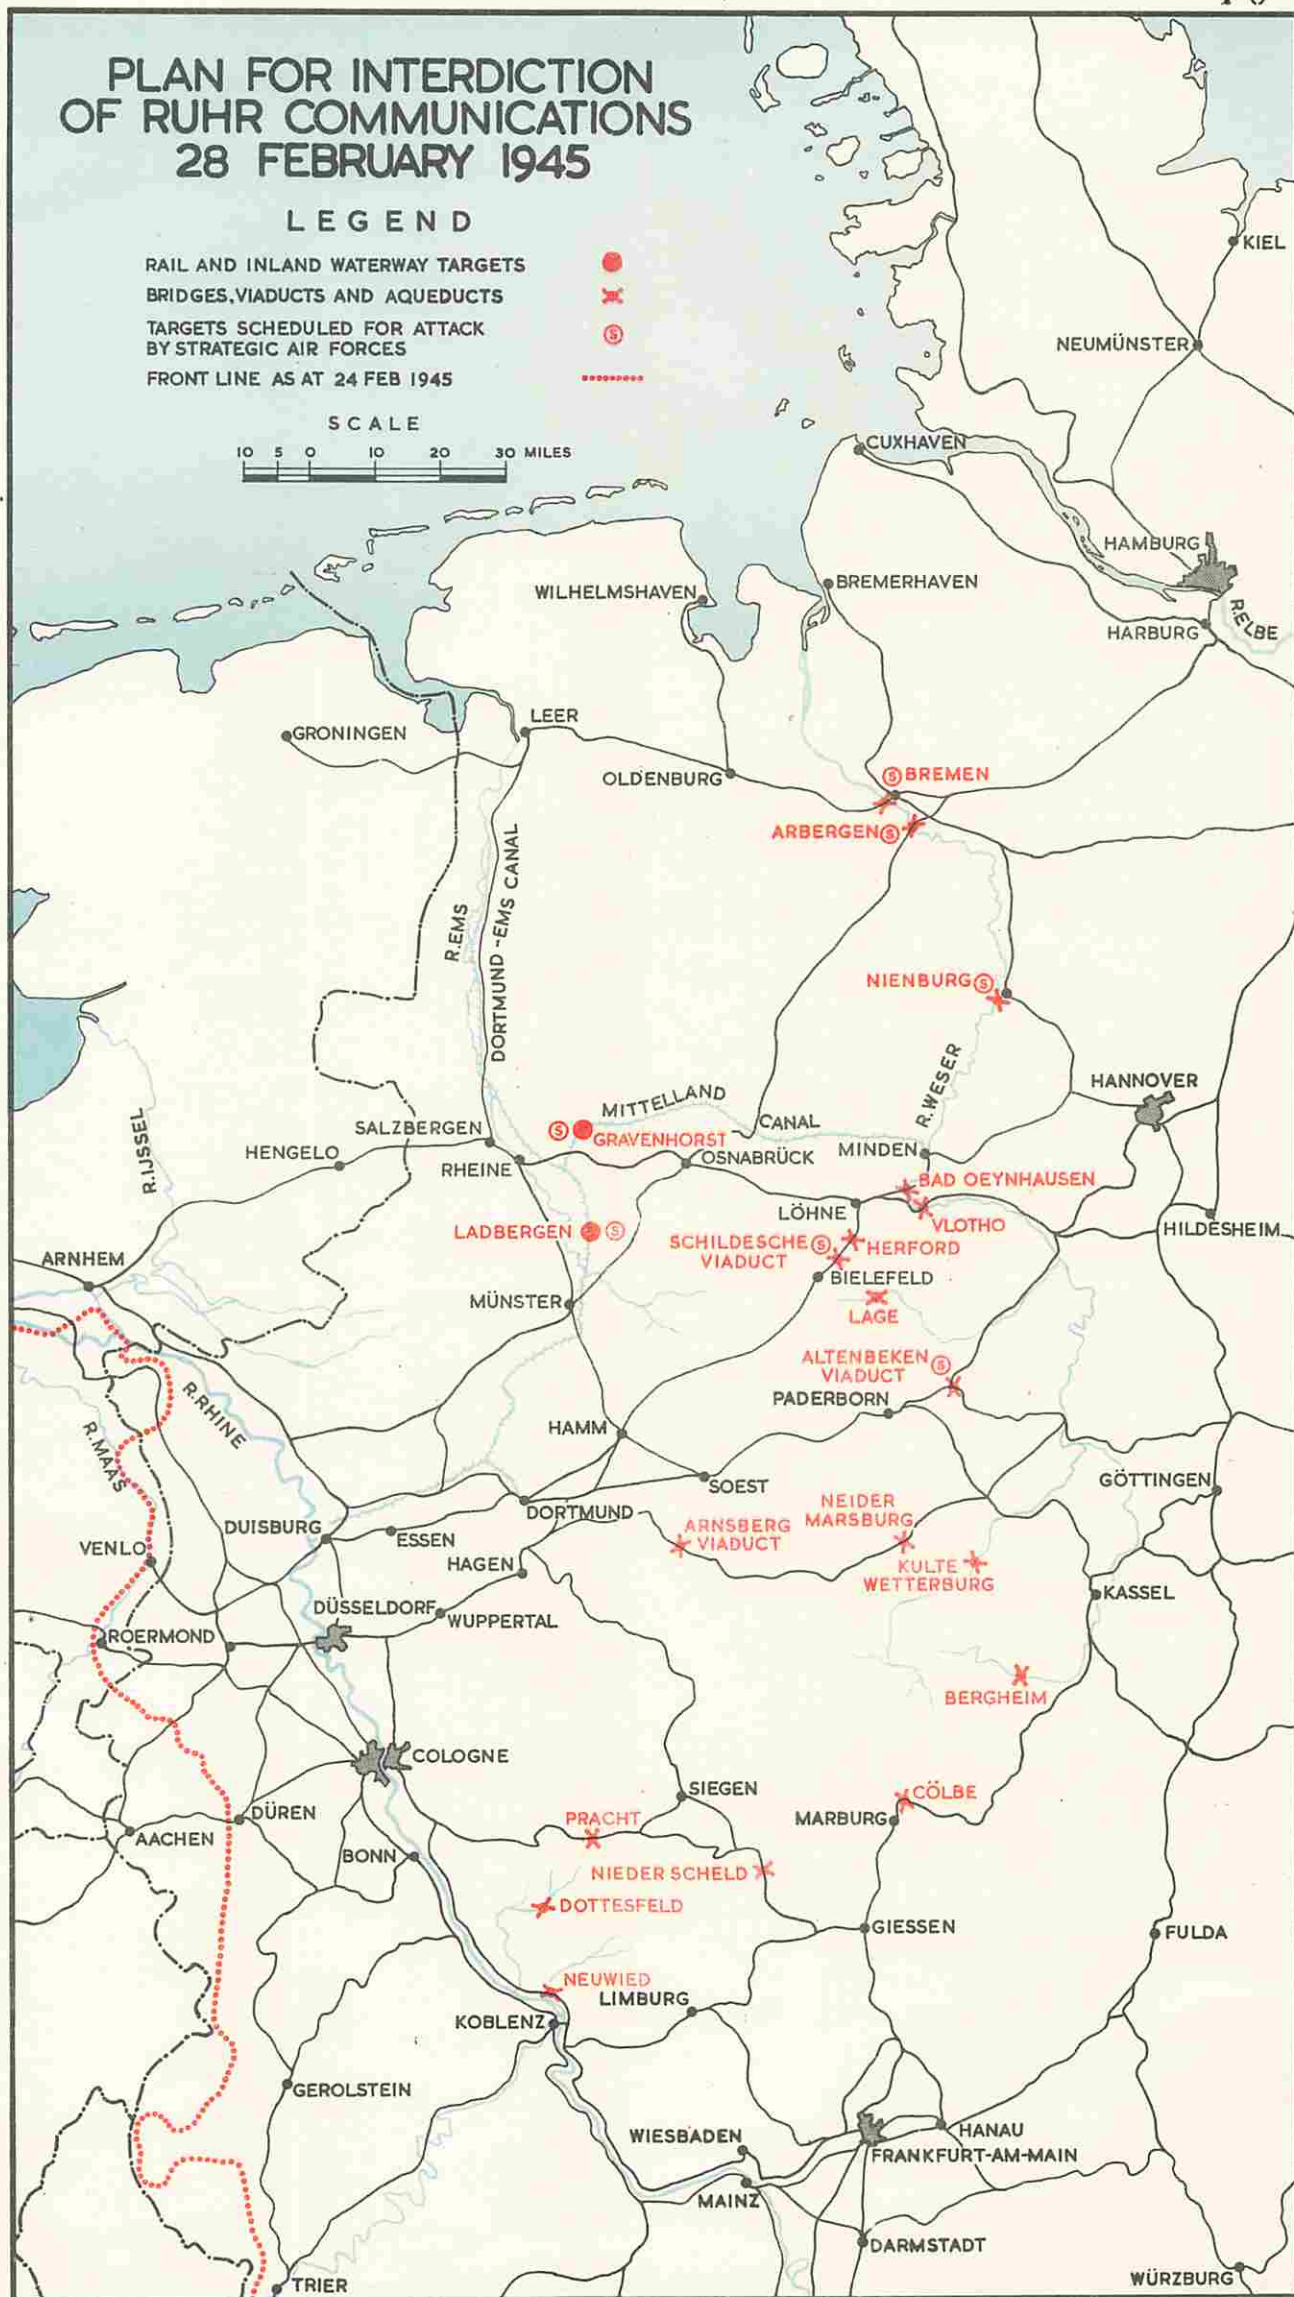 PLAN FOR INTERDICTION
OF RUHR COMMUNICATIONS
28 FEBRUARY 1945
LEGEND
RAIL AND INLAND WATERWAY TARGETS
BRIDGES, VIADUCTS AND AQUEDUCTS
TARGETS SCHEDULED FOR ATTACK
BY STRATEGIC AIR FORCES
S
FRONT LINE AS AT 24 FEB 1945
SCALE
10 5 0 10 20 30 MILES
KIEL
NEUMÜNSTER
CUXHAVEN
HAMBURG
BREMERHAVEN
WILHELMSHAVEN
R.ELBE
HARBURG
LEER
GRONINGEN
OLDENBURG
S BREMEN
ARBERGEN S
R.EMS
DORTMUND-EMS CANAL
NIENBURG S
R.WESER
HANNOVER
MITTELLAND
CANAL
R.IJSSEL
SALZBERGEN
S
GRAVENHORST
HENGELO
RHEINE
OSNABRÜCK
MINDEN
BAD OEYNHAUSEN
LÖHNE
VLOTHO
HILDESHEIM
LADBERGEN S
SCHILDESCHE S
VIADUCT
HERFORD
ARNHEM
BIELEFELD
MÜNSTER
LAGE
ALTENBEKEN S
VIADUCT
R.RHINE
PADERBORN
R.MAAS
HAMM
SOEST
GÖTTINGEN
DORTMUND
NEIDER
MARSBURG
DUISBURG
ESSEN
ARNSBERG
VIADUCT
VENLO
HAGEN
KULTE
WETTERBURG
KASSEL
DÜSSELDORF
WUPPERTAL
ROERMOND
BERGHEIM
COLOGNE
SIEGEN
CÖLBE
DÜREN
PRACHT
MARBURG
AACHEN
BONN
NIEDER SCHELD
DOTTESFELD
GIESSEN
FULDA
NEUWIED
LIMBURG
KOBLENZ
GEROLSTEIN
WIESBADEN
HANAU
FRANKFURT-AM-MAIN
MAINZ
DARMSTADT
TRIER
WÜRZBURG